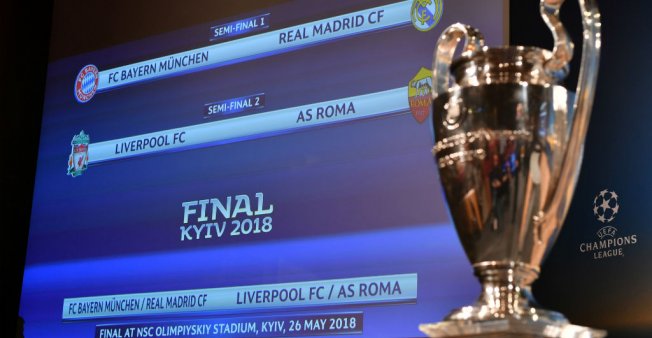 SEMI-FINAL 1
FC BAYERN MÜNCHEN REAL MADRID CF
SEMI-FINAL 2
LIVERPOOL FC AS ROMA
FINAL
KYIV 2018
FC BAYERN MÜNCHEN / REAL MADRID CF LIVERPOOL FC / AS ROMA
FINAL AT NSC OLIMPIYSKIY STADIUM, KYIV, 26 MAY 2018
UEFA
CHAMPIONS
LEAGUE
ROMA